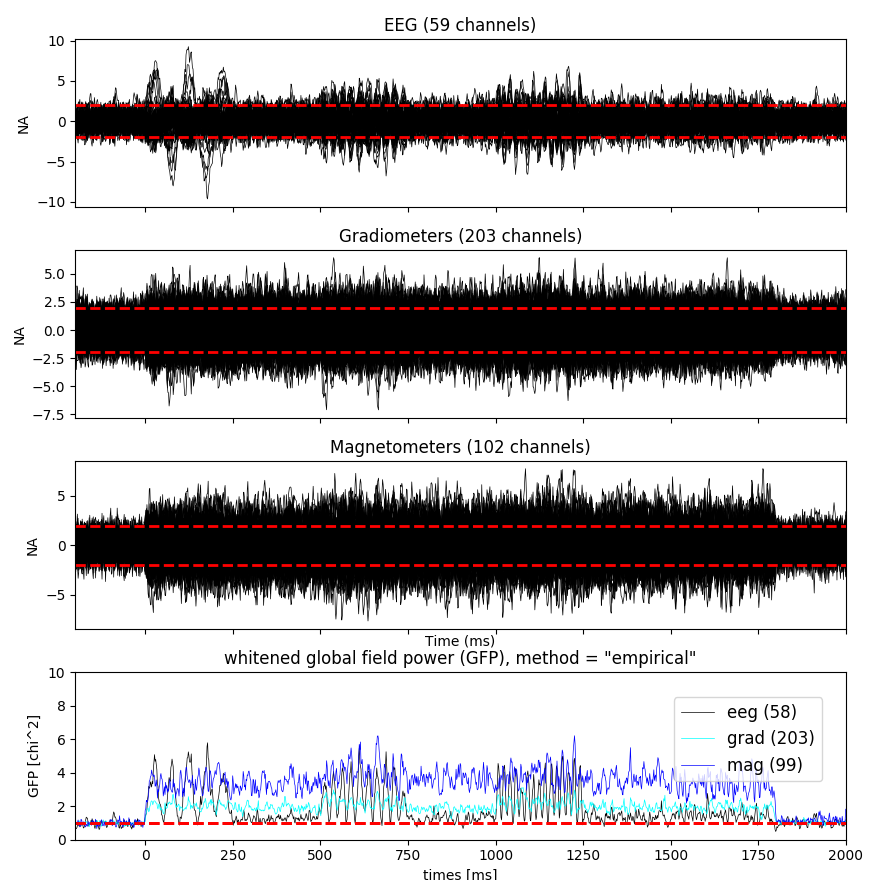 EEG (59 channels)
10
5
0
−5
−10
NA
Gradiometers (203 channels)
5.0
2.5
0.0
−2.5
−5.0
−7.5
NA
Magnetometers (102 channels)
5
0
−5
NA
Time (ms)
whitened global field power (GFP), method = "empirical"
10
8
6
4
2
0
GFP [chi^2]
eeg (58)
grad (203)
mag (99)
0 250 500 750 1000 1250 1500 1750 2000
times [ms]